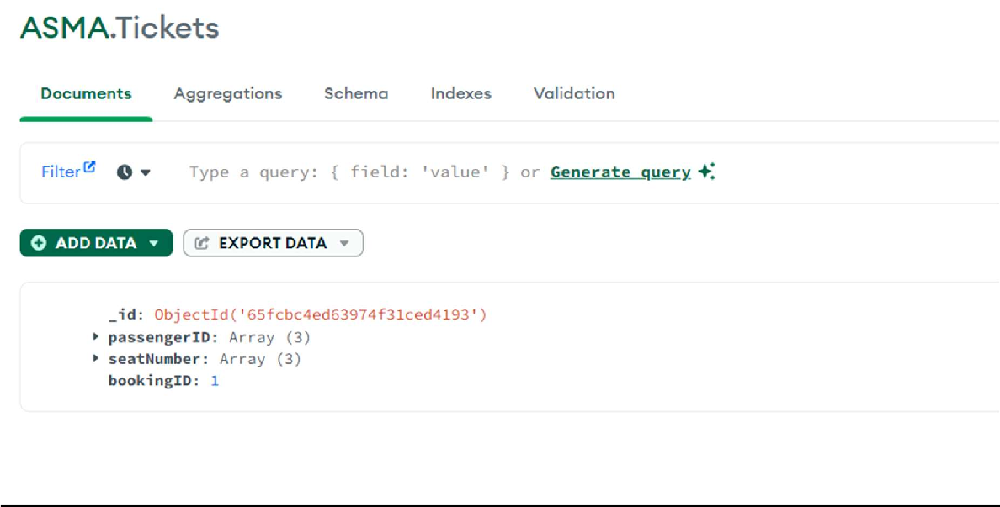 ASMA.Tickets
Documents Aggregations Schema Indexes Validation
Filter Type a query: { field: 'value' } or Generate query
ADD DATA EXPORT DATA
_id: ObjectId('65fcbc4ed63974f31ced4193')
passengerID: Array (3)
seatNumber: Array (3)
bookingID: 1